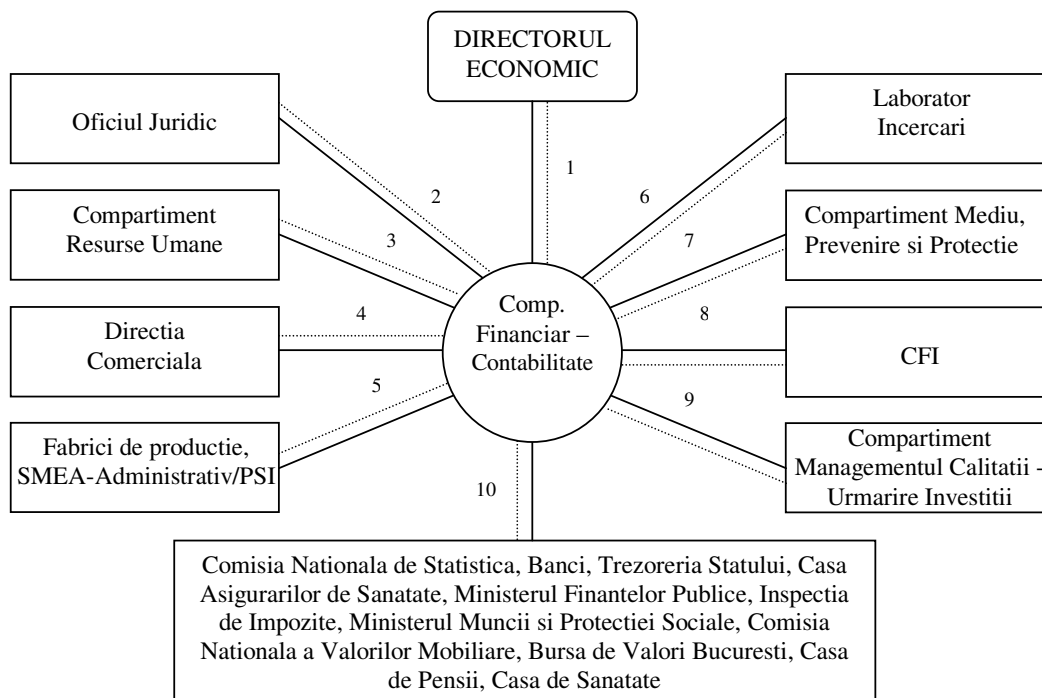 DIRECTORUL
ECONOMIC
Oficiul Juridic
Laborator
Incercari
1
2
6
Compartiment
Resurse Umane
3
7
Compartiment Mediu,
Prevenire si Protectie
Comp.
Financiar –
Contabilitate
4
8
Directia
Comerciala
CFI
5
9
Fabrici de productie,
SMEA-Administrativ/PSI
Compartiment
Managementul Calitatii -
Urmarire Investitii
10
Comisia Nationala de Statistica, Banci, Trezoreria Statului, Casa
Asigurarilor de Sanatate, Ministerul Finantelor Publice, Inspectia
de Impozite, Ministerul Muncii si Protectiei Sociale, Comisia
Nationala a Valorilor Mobiliare, Bursa de Valori Bucuresti, Casa
de Pensii, Casa de Sanatate